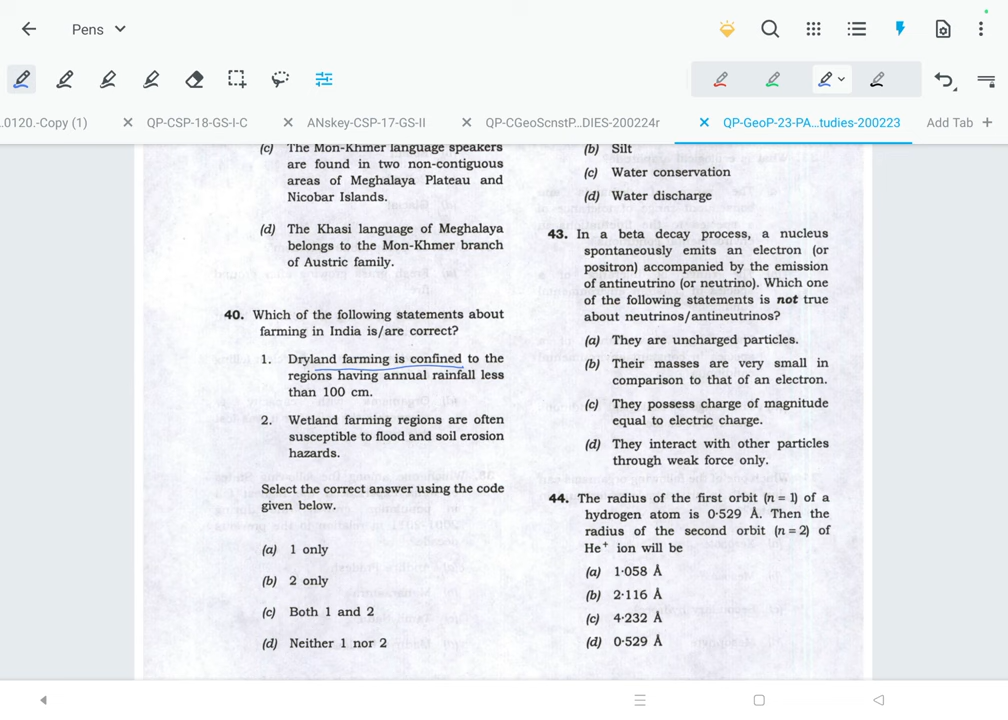 Pens
.0120.-Copy (1)
QP-CSP-18-GS-I-C
ANskey-CSP-17-GS-II
QP-CGeoScnstP...DIES-200224r
QP-GeoP-23-PA...tudies-200223
Add Tab +
(c) The Mon-Khmer language speakers
are found in two non-contiguous
areas of Meghalaya Plateau and
Nicobar Islands.
(d) The Khasi language of Meghalaya
belongs to the Mon-Khmer branch
of Austric family.
40. Which of the following statements about
farming in India is/are correct?
1. Dryland farming is confined to the
regions having annual rainfall less
than 100 cm.
2. Wetland farming regions are often
susceptible to flood and soil erosion
hazards.
Select the correct answer using the code
given below.
(a) 1 only
(b) 2 only
(c) Both 1 and 2
(d) Neither 1 nor 2
(b) Silt
(c) Water conservation
(d) Water discharge
43. In a beta decay process, a nucleus
spontaneously emits an electron (or
positron) accompanied by the emission
of antineutrino (or neutrino). Which one
of the following statements is not true
about neutrinos/antineutrinos?
(a) They are uncharged particles.
(b) Their masses are very small in
comparison to that of an electron.
(c) They possess charge of magnitude
equal to electric charge.
(d) They interact with other particles
through weak force only.
44. The radius of the first orbit (n = 1) of a
hydrogen atom is 0·529 Å. Then the
radius of the second orbit (n = 2) of
He⁺ ion will be
(a) 1·058 Å
(b) 2·116 Å
(c) 4·232 Å
(d) 0·529 Å